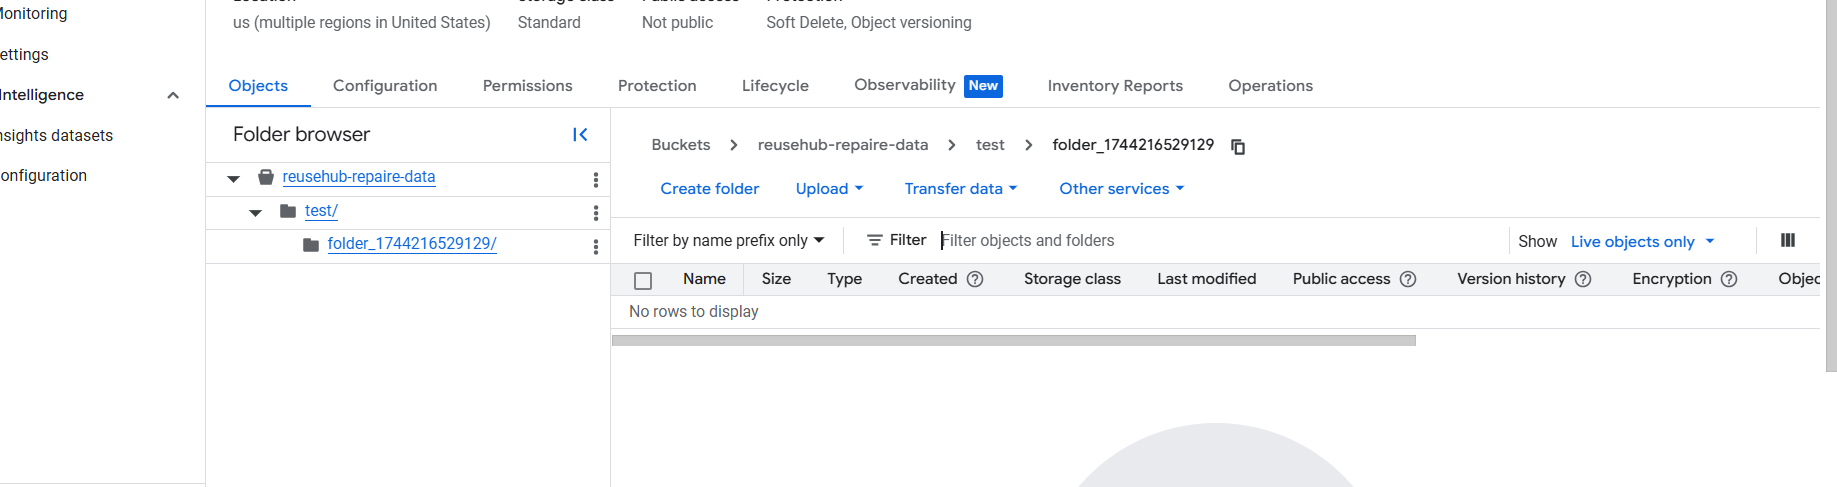 Monitoring
us (multiple regions in United States) Standard Not public Soft Delete, Object versioning
ettings
Intelligence
nsights datasets
onfiguration
Objects Configuration Permissions Protection Lifecycle Observability New Inventory Reports Operations
Folder browser
reusehub-repaire-data
test/
folder_1744216529129/
Buckets > reusehub-repaire-data > test > folder_1744216529129
Create folder Upload Transfer data Other services
Filter by name prefix only Filter Filter objects and folders Show Live objects only
Name Size Type Created Storage class Last modified Public access Version history Encryption Objec
No rows to display